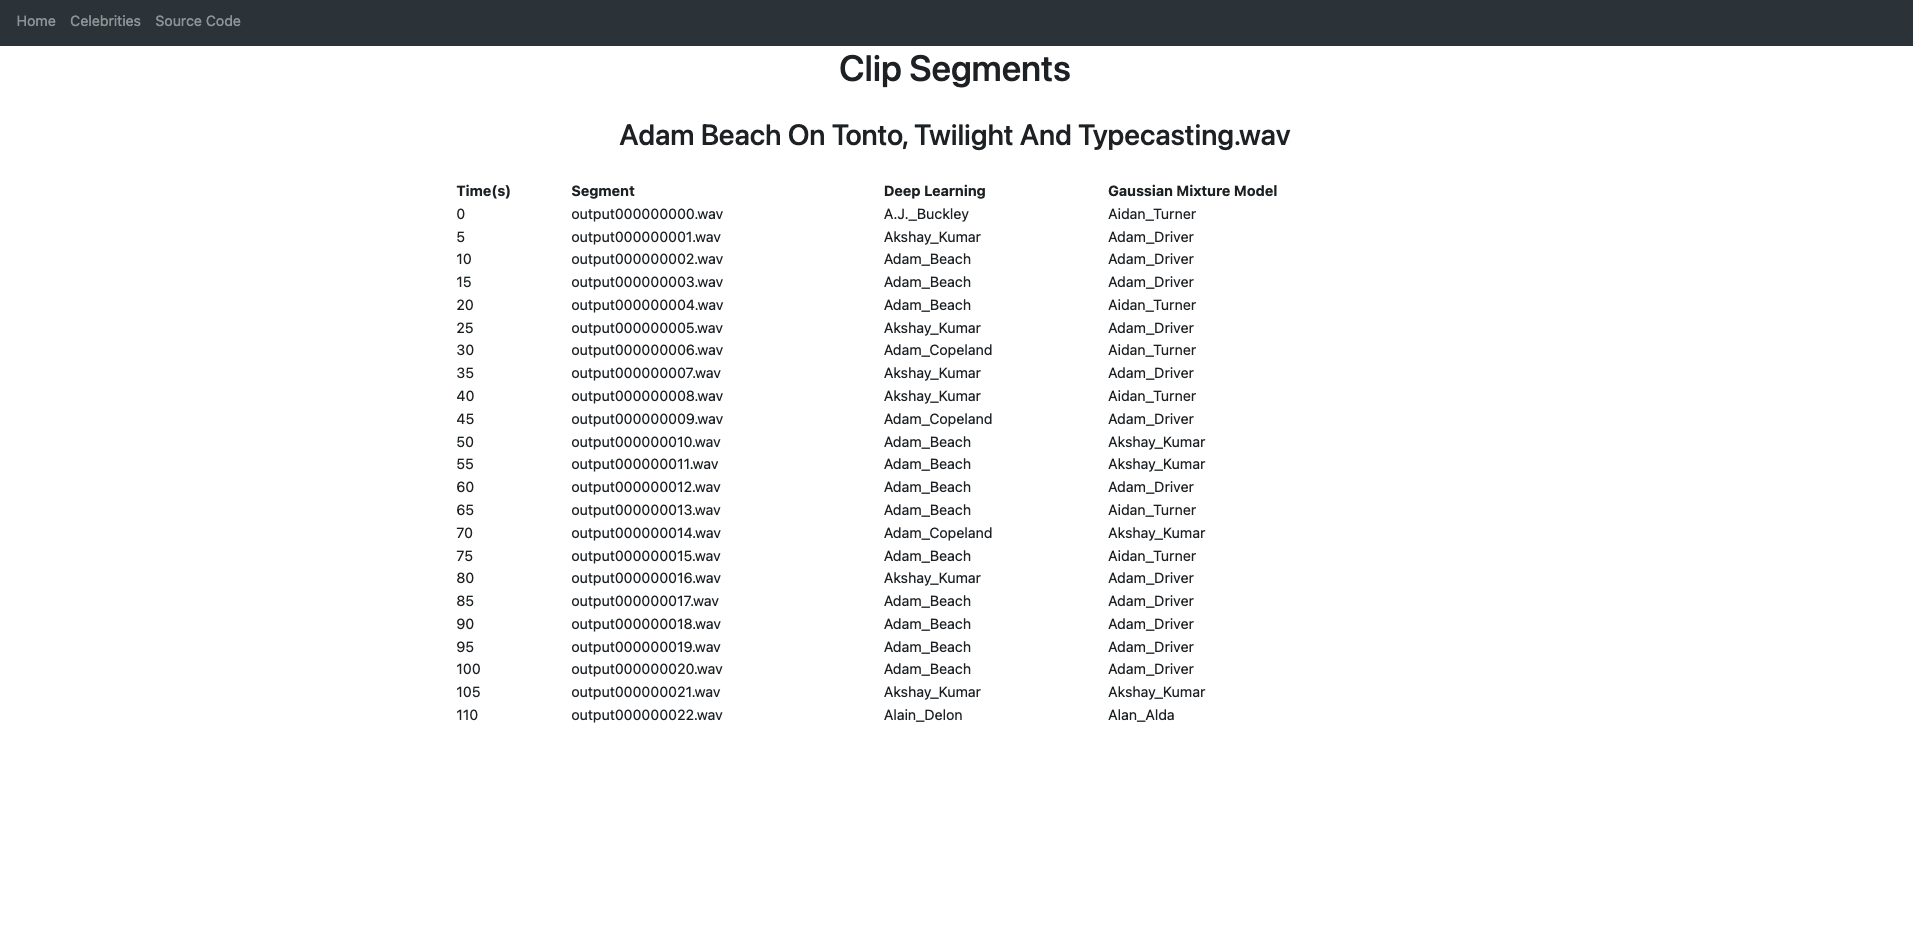 Home Celebrities Source Code
Clip Segments
Adam Beach On Tonto, Twilight And Typecasting.wav
Time(s) Segment Deep Learning Gaussian Mixture Model
0 output000000000.wav A.J._Buckley Aidan_Turner
5 output000000001.wav Akshay_Kumar Adam_Driver
10 output000000002.wav Adam_Beach Adam_Driver
15 output000000003.wav Adam_Beach Adam_Driver
20 output000000004.wav Adam_Beach Aidan_Turner
25 output000000005.wav Akshay_Kumar Adam_Driver
30 output000000006.wav Adam_Copeland Aidan_Turner
35 output000000007.wav Akshay_Kumar Adam_Driver
40 output000000008.wav Akshay_Kumar Aidan_Turner
45 output000000009.wav Adam_Copeland Adam_Driver
50 output000000010.wav Adam_Beach Akshay_Kumar
55 output000000011.wav Adam_Beach Akshay_Kumar
60 output000000012.wav Adam_Beach Adam_Driver
65 output000000013.wav Adam_Beach Aidan_Turner
70 output000000014.wav Adam_Copeland Akshay_Kumar
75 output000000015.wav Adam_Beach Aidan_Turner
80 output000000016.wav Akshay_Kumar Adam_Driver
85 output000000017.wav Adam_Beach Adam_Driver
90 output000000018.wav Adam_Beach Adam_Driver
95 output000000019.wav Adam_Beach Adam_Driver
100 output000000020.wav Adam_Beach Adam_Driver
105 output000000021.wav Akshay_Kumar Akshay_Kumar
110 output000000022.wav Alain_Delon Alan_Alda